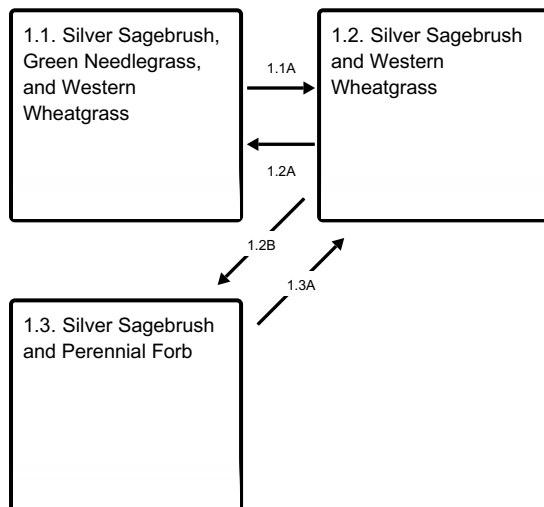 1.1. Silver Sagebrush,
Green Needlegrass,
and Western
Wheatgrass
1.1A
1.2. Silver Sagebrush
and Western
Wheatgrass
1.2A
1.2B
1.3A
1.3. Silver Sagebrush
and Perennial Forb